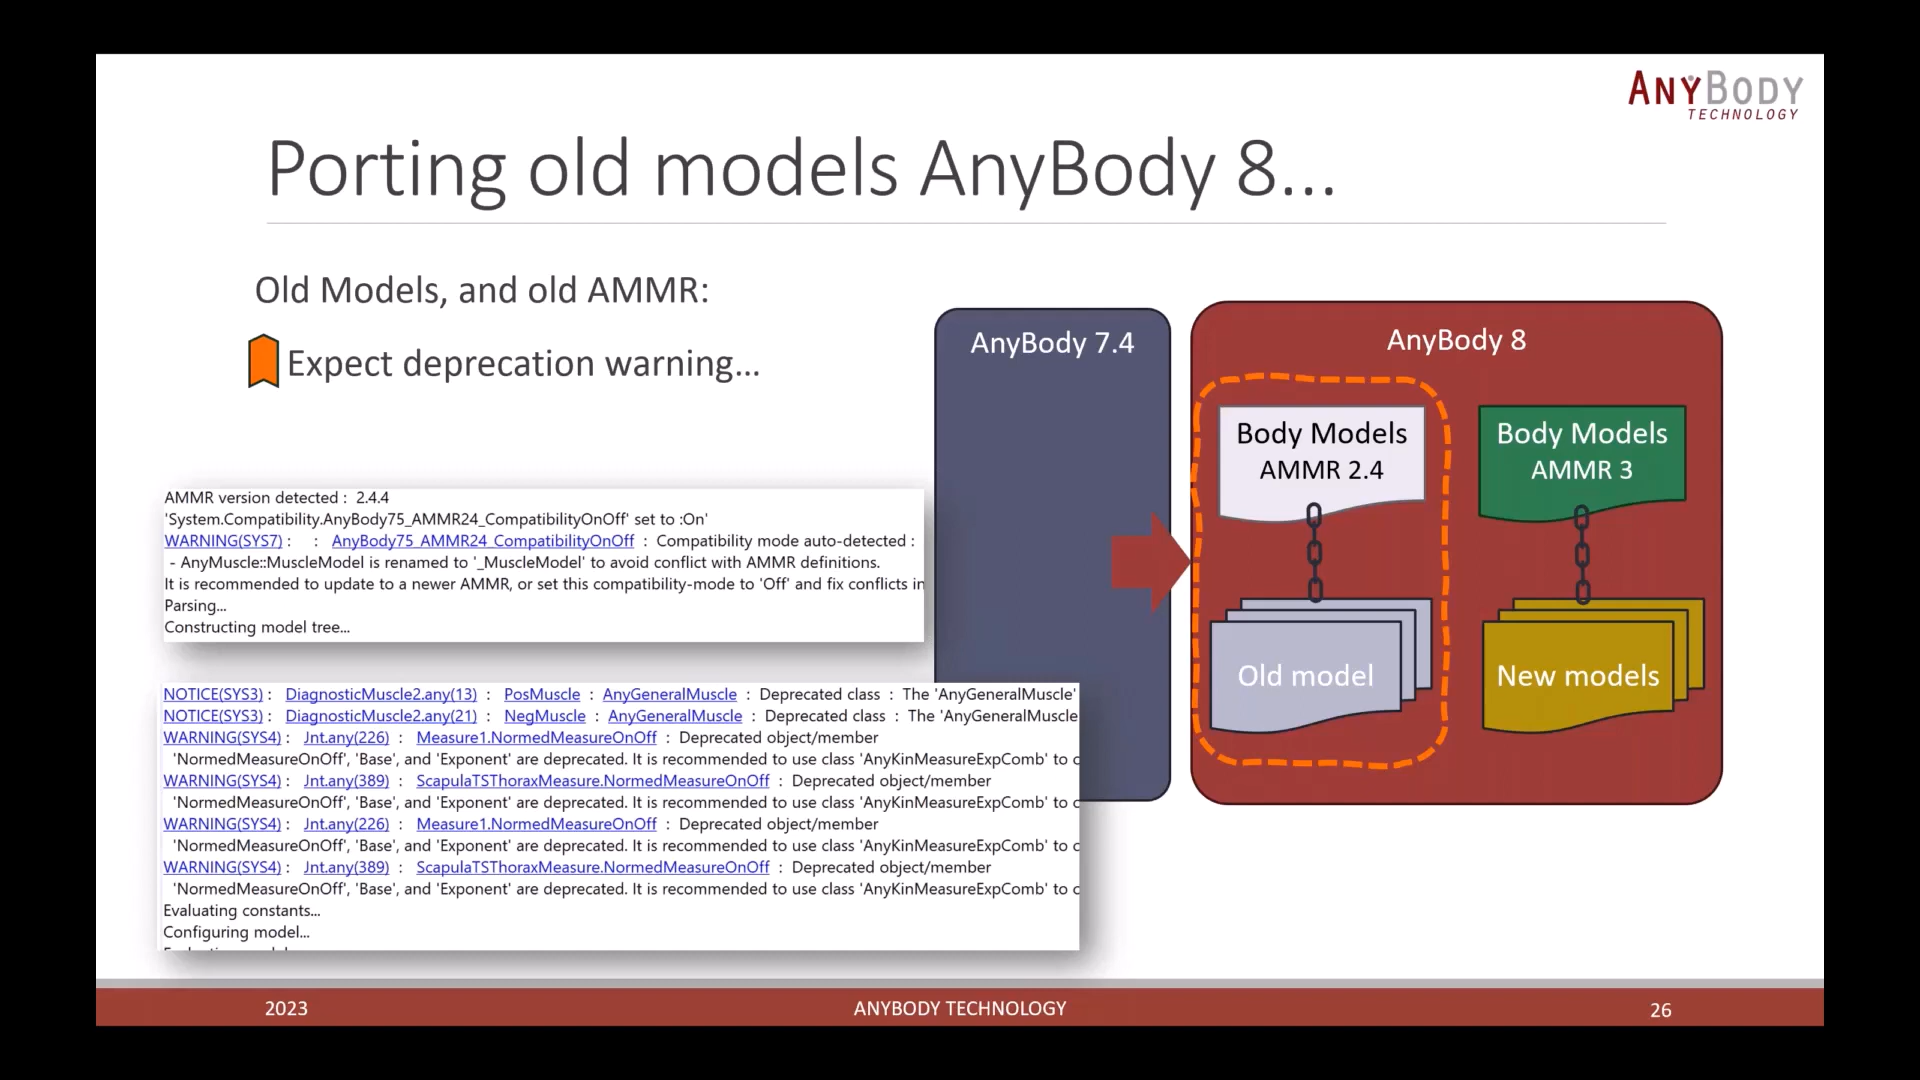 ANYBODY
TECHNOLOGY
Porting old models AnyBody 8...
Old Models, and old AMMR:
Expect deprecation warning...
AMMR version detected : 2.4.4
'System.Compatibility.AnyBody75_AMMR24_CompatibilityOnOff' set to :On'
WARNING(SYS7) : : AnyBody75_AMMR24_CompatibilityOnOff : Compatibility mode auto-detected :
- AnyMuscle::MuscleModel is renamed to '_MuscleModel' to avoid conflict with AMMR definitions.
It is recommended to update to a newer AMMR, or set this compatibility-mode to 'Off' and fix conflicts in
Parsing...
Constructing model tree...
NOTICE(SYS3) : DiagnosticMuscle2.any(13) : PosMuscle : AnyGeneralMuscle : Deprecated class : The 'AnyGeneralMuscle'
NOTICE(SYS3) : DiagnosticMuscle2.any(21) : NegMuscle : AnyGeneralMuscle : Deprecated class : The 'AnyGeneralMuscle
WARNING(SYS4) : Jnt.any(226) : Measure1.NormedMeasureOnOff : Deprecated object/member
'NormedMeasureOnOff', 'Base', and 'Exponent' are deprecated. It is recommended to use class 'AnyKinMeasureExpComb' to
WARNING(SYS4) : Jnt.any(389) : ScapulaTSThoraxMeasure.NormedMeasureOnOff : Deprecated object/member
'NormedMeasureOnOff', 'Base', and 'Exponent' are deprecated. It is recommended to use class 'AnyKinMeasureExpComb' to
WARNING(SYS4) : Jnt.any(226) : Measure1.NormedMeasureOnOff : Deprecated object/member
'NormedMeasureOnOff', 'Base', and 'Exponent' are deprecated. It is recommended to use class 'AnyKinMeasureExpComb' to
WARNING(SYS4) : Jnt.any(389) : ScapulaTSThoraxMeasure.NormedMeasureOnOff : Deprecated object/member
'NormedMeasureOnOff', 'Base', and 'Exponent' are deprecated. It is recommended to use class 'AnyKinMeasureExpComb' to
Evaluating constants...
Configuring model...
AnyBody 7.4
AnyBody 8
Body Models
AMMR 2.4
Old model
Body Models
AMMR 3
New models
2023
ANYBODY TECHNOLOGY
26